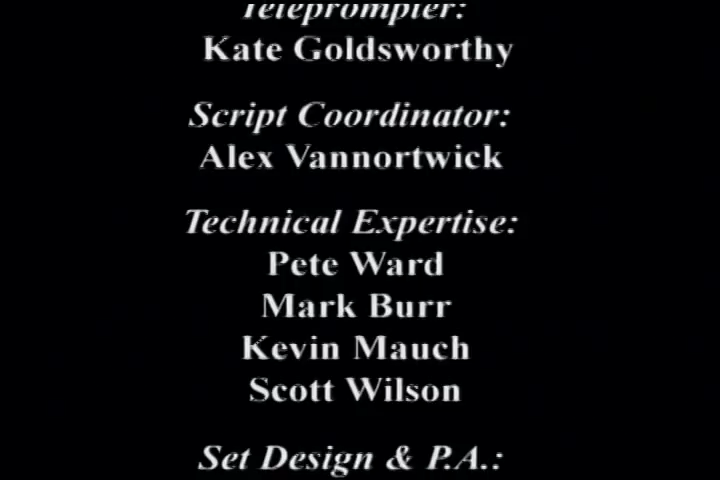 Teleprompter:
Kate Goldsworthy
Script Coordinator:
Alex Vannortwick
Technical Expertise:
Pete Ward
Mark Burr
Kevin Mauch
Scott Wilson
Set Design & P.A.: